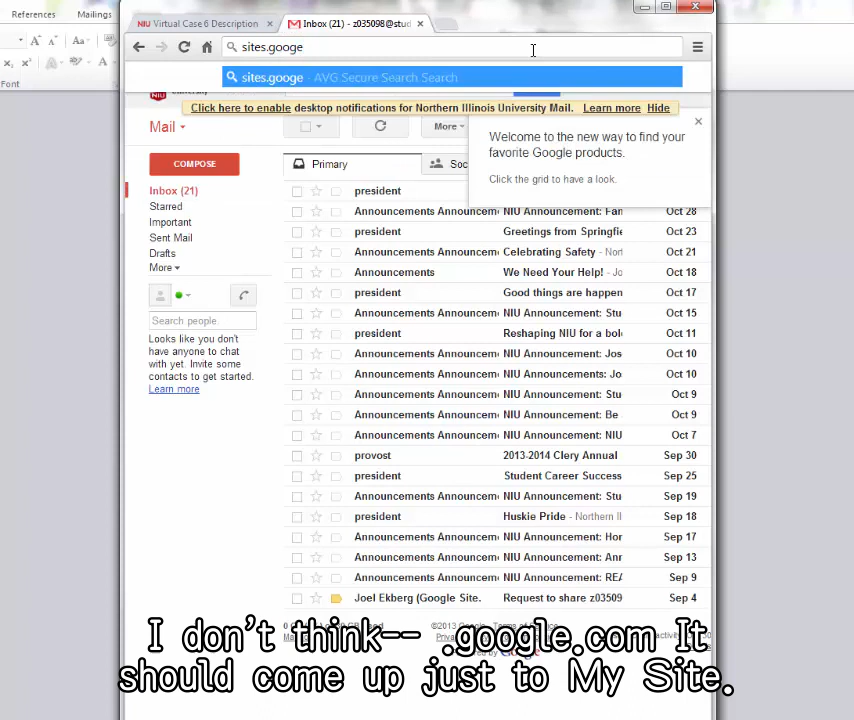 References Mailings
NIU Virtual Case 6 Description
Inbox (21) - z035098@stud
sites.googe
Font
sites.googe - AVG Secure Search Search
Click here to enable desktop notifications for Northern Illinois University Mail. Learn more Hide
Mail
More
Welcome to the new way to find your
favorite Google products.
Click the grid to have a look.
COMPOSE
Primary
Soc
Inbox (21)
Starred
Important
Sent Mail
Drafts
More
Search people.
Looks like you don't
have anyone to chat
with yet. Invite some
contacts to get started.
Learn more
president
Announcements Announcem NIU Announcement: Fan Oct 28
president Greetings from Springfie Oct 23
Announcements Announcem Celebrating Safety - Nort Oct 21
Announcements We Need Your Help! - Jo Oct 18
president Good things are happen Oct 17
Announcements Announcem NIU Announcement: Stu Oct 15
president Reshaping NIU for a bol Oct 11
Announcements Announcem NIU Announcement: Jos Oct 10
Announcements Announcem NIU Announcements: Jo Oct 10
Announcements Announcem NIU Announcement: Stu Oct 9
Announcements Announcem NIU Announcement: Be Oct 9
Announcements Announcem NIU Announcement: NIU Oct 7
provost 2013-2014 Clery Annual Sep 30
president Student Career Success Sep 25
Announcements Announcem NIU Announcement: Stu Sep 19
president Huskie Pride - Northern Il Sep 18
Announcements Announcem NIU Announcement: Hor Sep 17
Announcements Announcem NIU Announcement: Ann Sep 13
Announcements Announcem NIU Announcement: REA Sep 9
Joel Ekberg (Google Site. Request to share z03509 Sep 4
I don't think-- .google.com It
should come up just to My Site.